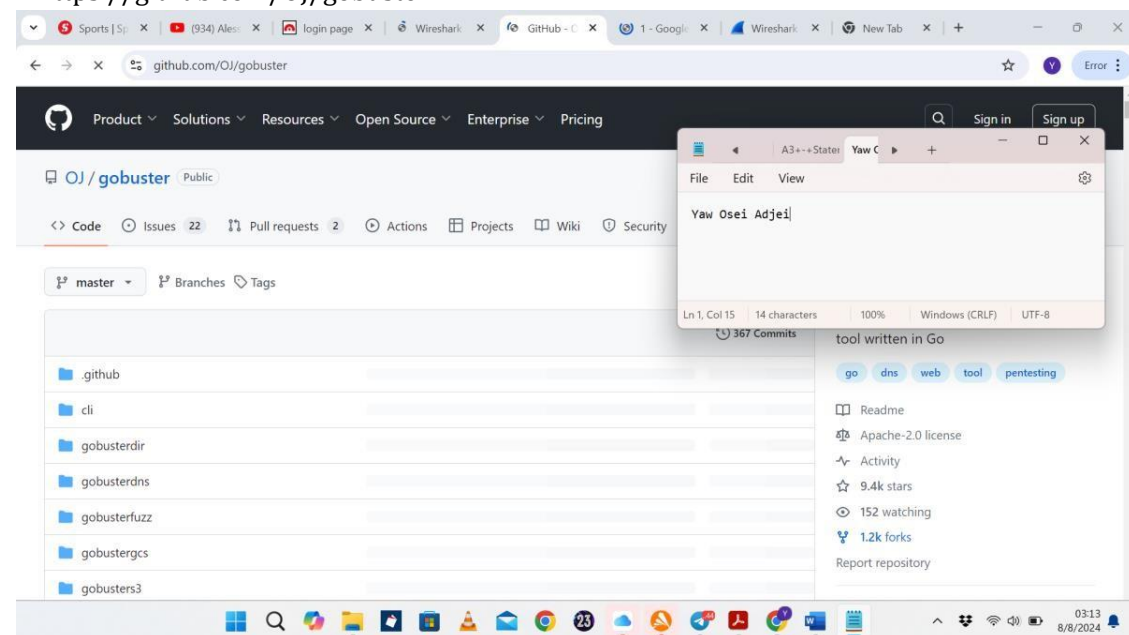 Sports | Sp
(934) Aless
login page
Wireshark
GitHub - O
1 - Google
Wireshark
New Tab
github.com/OJ/gobuster
Y
Error
Product
Solutions
Resources
Open Source
Enterprise
Pricing
Sign in
Sign up
A3+-+State
Yaw C
OJ / gobuster Public
File Edit View
Yaw Osei Adjei
<> Code
Issues 22
Pull requests 2
Actions
Projects
Wiki
Security
master
Branches
Tags
Ln 1, Col 15
14 characters
100%
Windows (CRLF)
UTF-8
367 Commits
tool written in Go
.github
go dns web tool pentesting
cli
Readme
gobusterdir
Apache-2.0 license
Activity
gobusterdns
9.4k stars
gobusterfuzz
152 watching
1.2k forks
gobustergcs
Report repository
gobusters3
23
03:13
8/8/2024